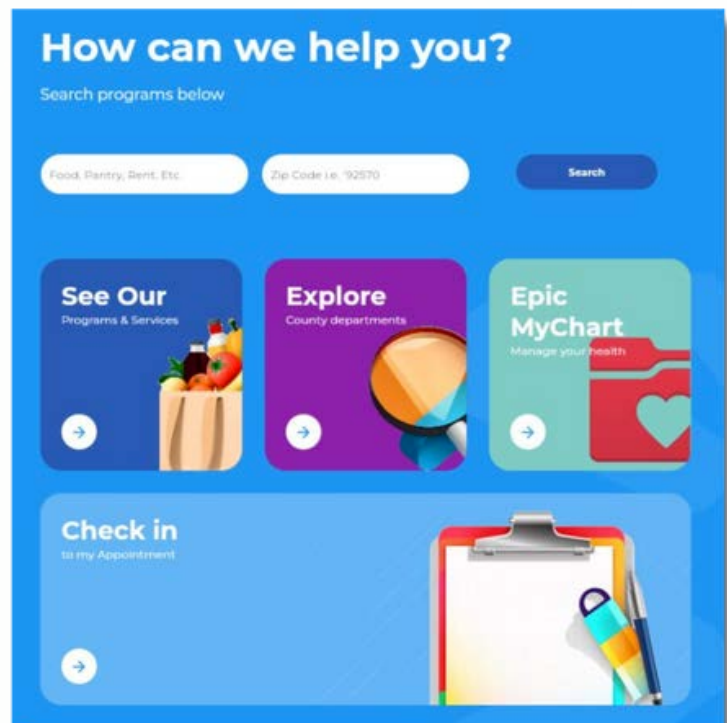 How can we help you?
Search programs below
Food, Pantry, Rent, Etc
Zip Code i.e. '92570
Search
See Our
Programs & Services
Explore
County departments
Epic
MyChart
Manage your health
Check in
to my Appointment